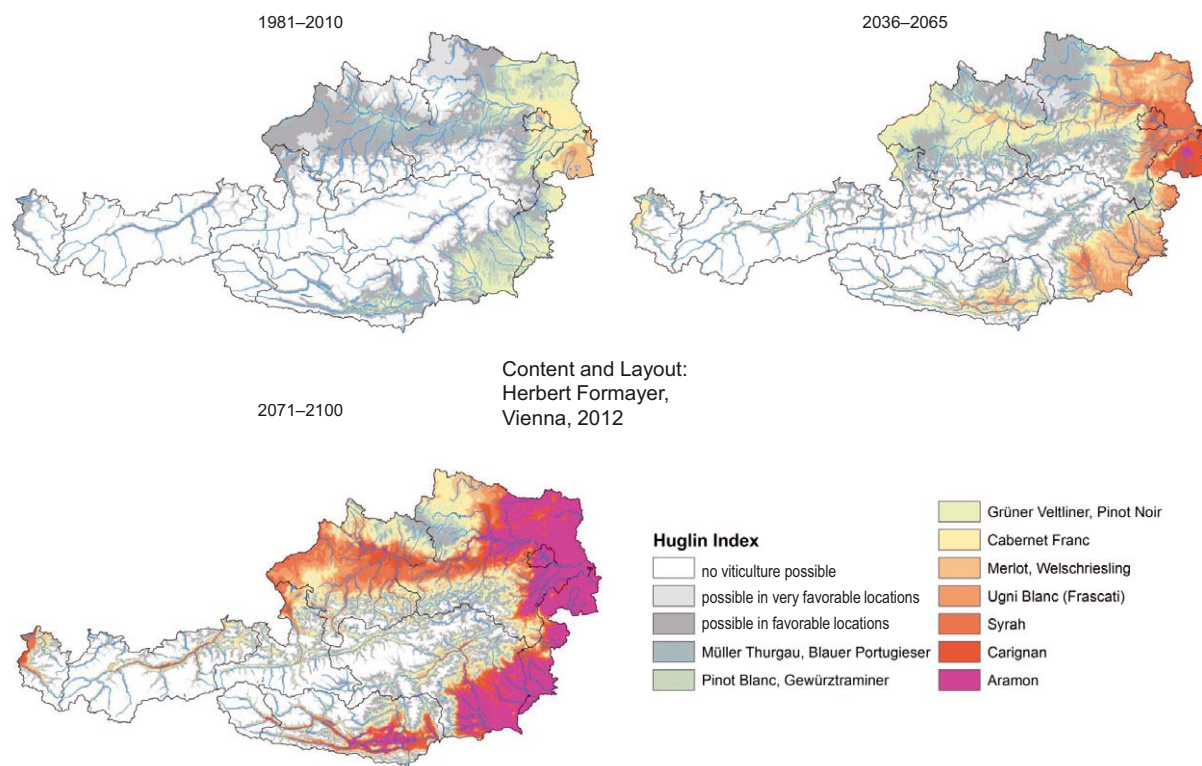 1981–2010
2036–2065
Content and Layout:
Herbert Formayer,
Vienna, 2012
2071–2100
Huglin Index
no viticulture possible
possible in very favorable locations
possible in favorable locations
Müller Thurgau, Blauer Portugieser
Pinot Blanc, Gewürztraminer
Grüner Veltliner, Pinot Noir
Cabernet Franc
Merlot, Welschriesling
Ugni Blanc (Frascati)
Syrah
Carignan
Aramon